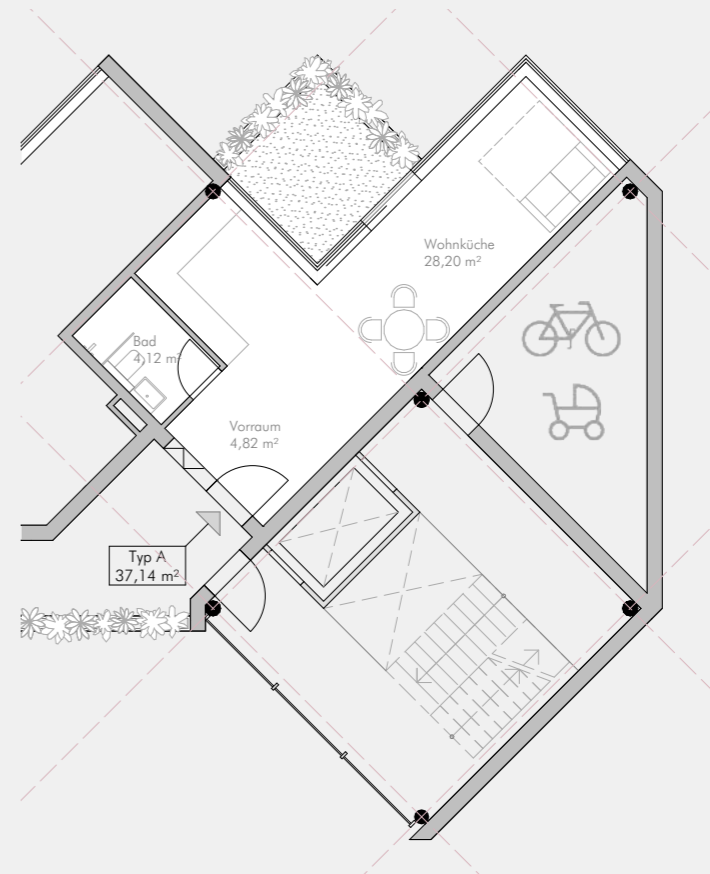 Wohnküche
28,20 m²
Bad
4,12 m²
Vorraum
4,82 m²
Typ A
37,14 m²